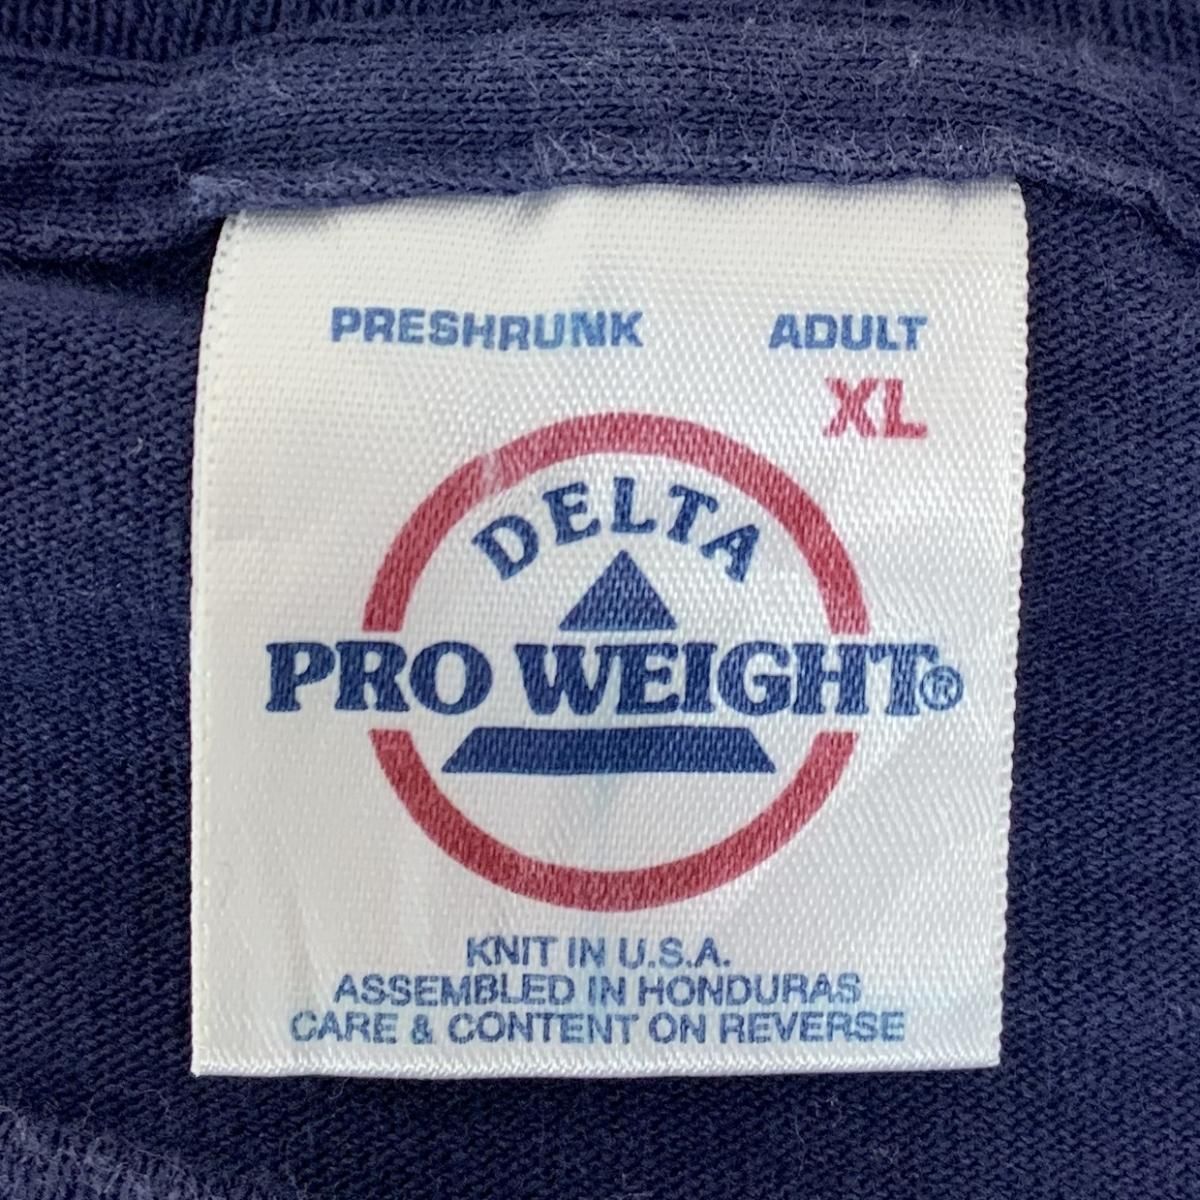 PRESHRUNK ADULT
XL
DELTA
PRO WEIGHT®
KNIT IN U.S.A.
ASSEMBLED IN HONDURAS
CARE & CONTENT ON REVERSE